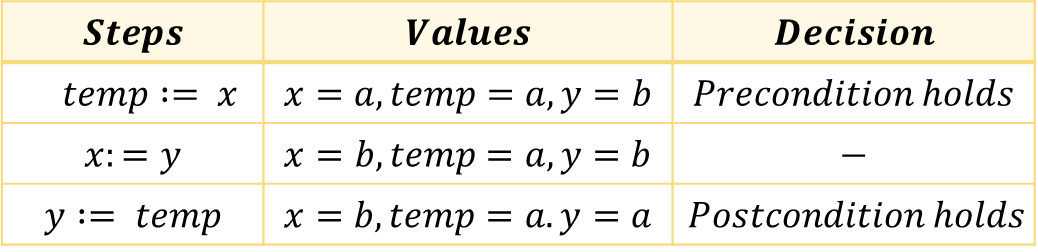 Steps Values Decision
temp := x x = a, temp = a, y = b Precondition holds
x: = y x = b, temp = a, y = b −
y := temp x = b, temp = a. y = a Postcondition holds